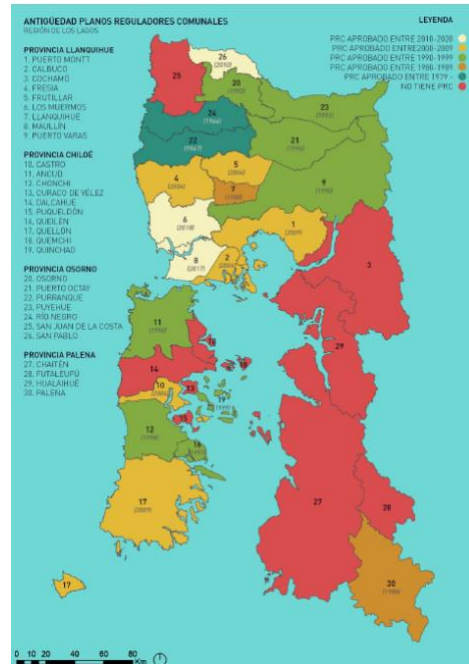 ANTIGÜEDAD PLANOS REGULADORES COMUNALES
REGIÓN DE LOS LAGOS
PROVINCIA LLANQUIHUE
1. PUERTO MONTT
2. CALBUCO
3. COCHAMÓ
4. FRESIA
5. FRUTILLAR
6. LOS MUERMOS
7. LLANQUIHUE
8. MAULLÍN
9. PUERTO VARAS
PROVINCIA CHILOÉ
10. CASTRO
11. ANCUD
12. CHONCHI
13. CURACO DE VÉLEZ
14. DALCAHUE
15. PUQUELDÓN
16. QUEILÉN
17. QUELLÓN
18. QUEMCHI
19. QUINCHAO
PROVINCIA OSORNO
20. OSORNO
21. PUERTO OCTAY
22. PURRANQUE
23. PUYEHUE
24. RÍO NEGRO
25. SAN JUAN DE LA COSTA
26. SAN PABLO
PROVINCIA PALENA
27. CHAITÉN
28. FUTALEUFÚ
29. HUALAIHUÉ
30. PALENA
LEYENDA
PRC APROBADO ENTRE 2010-2020
PRC APROBADO ENTRE2000-2009
PRC APROBADO ENTRE 1990-1999
PRC APROBADO ENTRE 1980-1989
PRC APROBADO ENTRE 1979 -
NO TIENE PRC
26
(2010)
25
20
24
23
22
21
4
5
7
9
6
1
8
2
3
11
29
14
10
13
19
12
17
27
28
30
17
0 10 20 40 60 80
Km